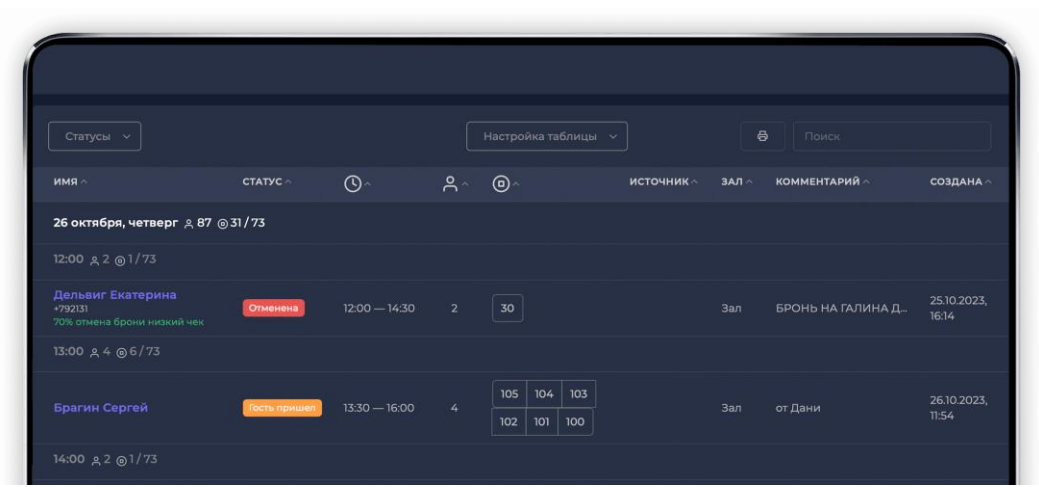 Статусы
Настройка таблицы
Поиск
ИМЯ СТАТУС ИСТОЧНИК ЗАЛ КОММЕНТАРИЙ СОЗДАНА
26 октября, четверг 87 31 / 73
12:00 2 1 / 73
Дельвиг Екатерина
+792131
70% отмена брони низкий чек
Отменена
12:00 — 14:30
2
30
Зал
БРОНЬ НА ГАЛИНА Д...
25.10.2023,
16:14
13:00 4 6 / 73
Брагин Сергей
Гость пришел
13:30 — 16:00
4
105 104 103
102 101 100
Зал
от Дани
26.10.2023,
11:54
14:00 2 1 / 73